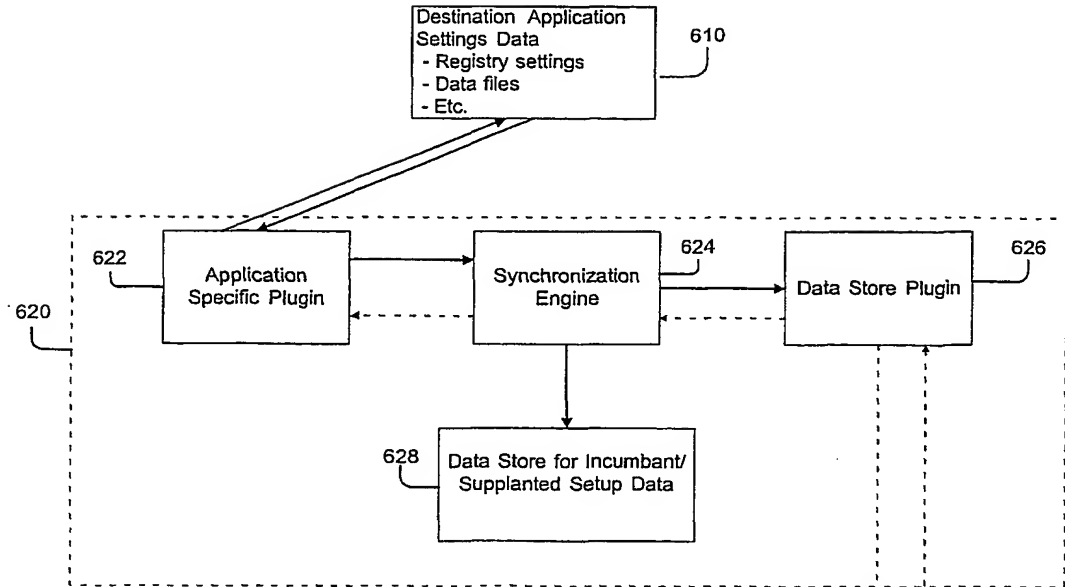 Destination Application
Settings Data
- Registry settings
- Data files
- Etc.
610
622
Application
Specific Plugin
Synchronization
Engine
624
Data Store Plugin
626
620
628
Data Store for Incumbant/
Supplanted Setup Data